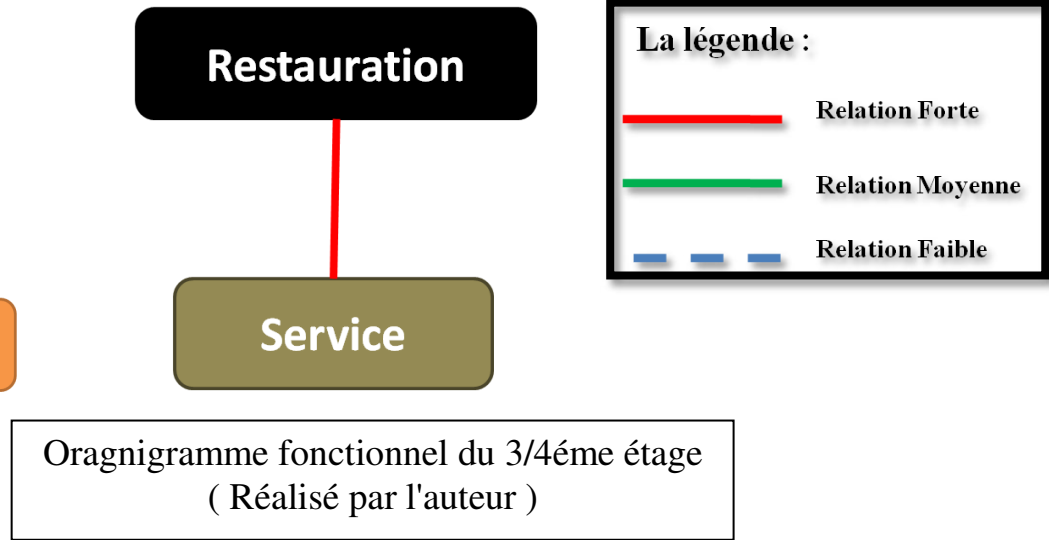 Restauration
Service
La légende :
Relation Forte
Relation Moyenne
Relation Faible
Oragnigramme fonctionnel du 3/4éme étage
( Réalisé par l'auteur )